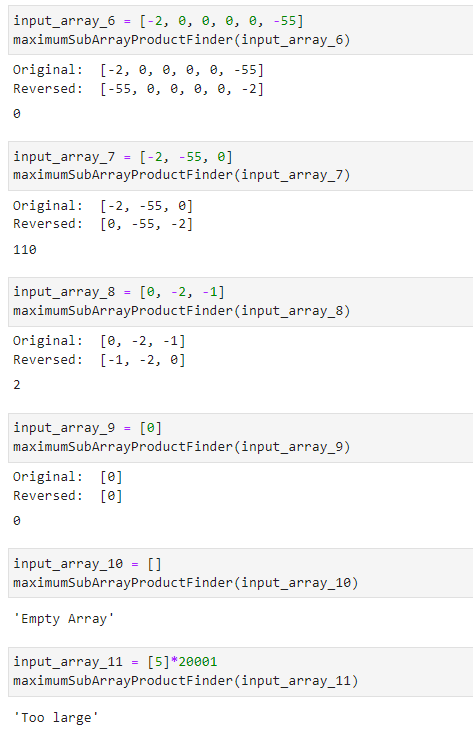 input_array_6 = [-2, 0, 0, 0, 0, -55]
maximumSubArrayProductFinder(input_array_6)
Original:  [-2, 0, 0, 0, 0, -55]
Reversed:  [-55, 0, 0, 0, 0, -2]
0
input_array_7 = [-2, -55, 0]
maximumSubArrayProductFinder(input_array_7)
Original:  [-2, -55, 0]
Reversed:  [0, -55, -2]
110
input_array_8 = [0, -2, -1]
maximumSubArrayProductFinder(input_array_8)
Original:  [0, -2, -1]
Reversed:  [-1, -2, 0]
2
input_array_9 = [0]
maximumSubArrayProductFinder(input_array_9)
Original:  [0]
Reversed:  [0]
0
input_array_10 = []
maximumSubArrayProductFinder(input_array_10)
'Empty Array'
input_array_11 = [5]*20001
maximumSubArrayProductFinder(input_array_11)
'Too large'